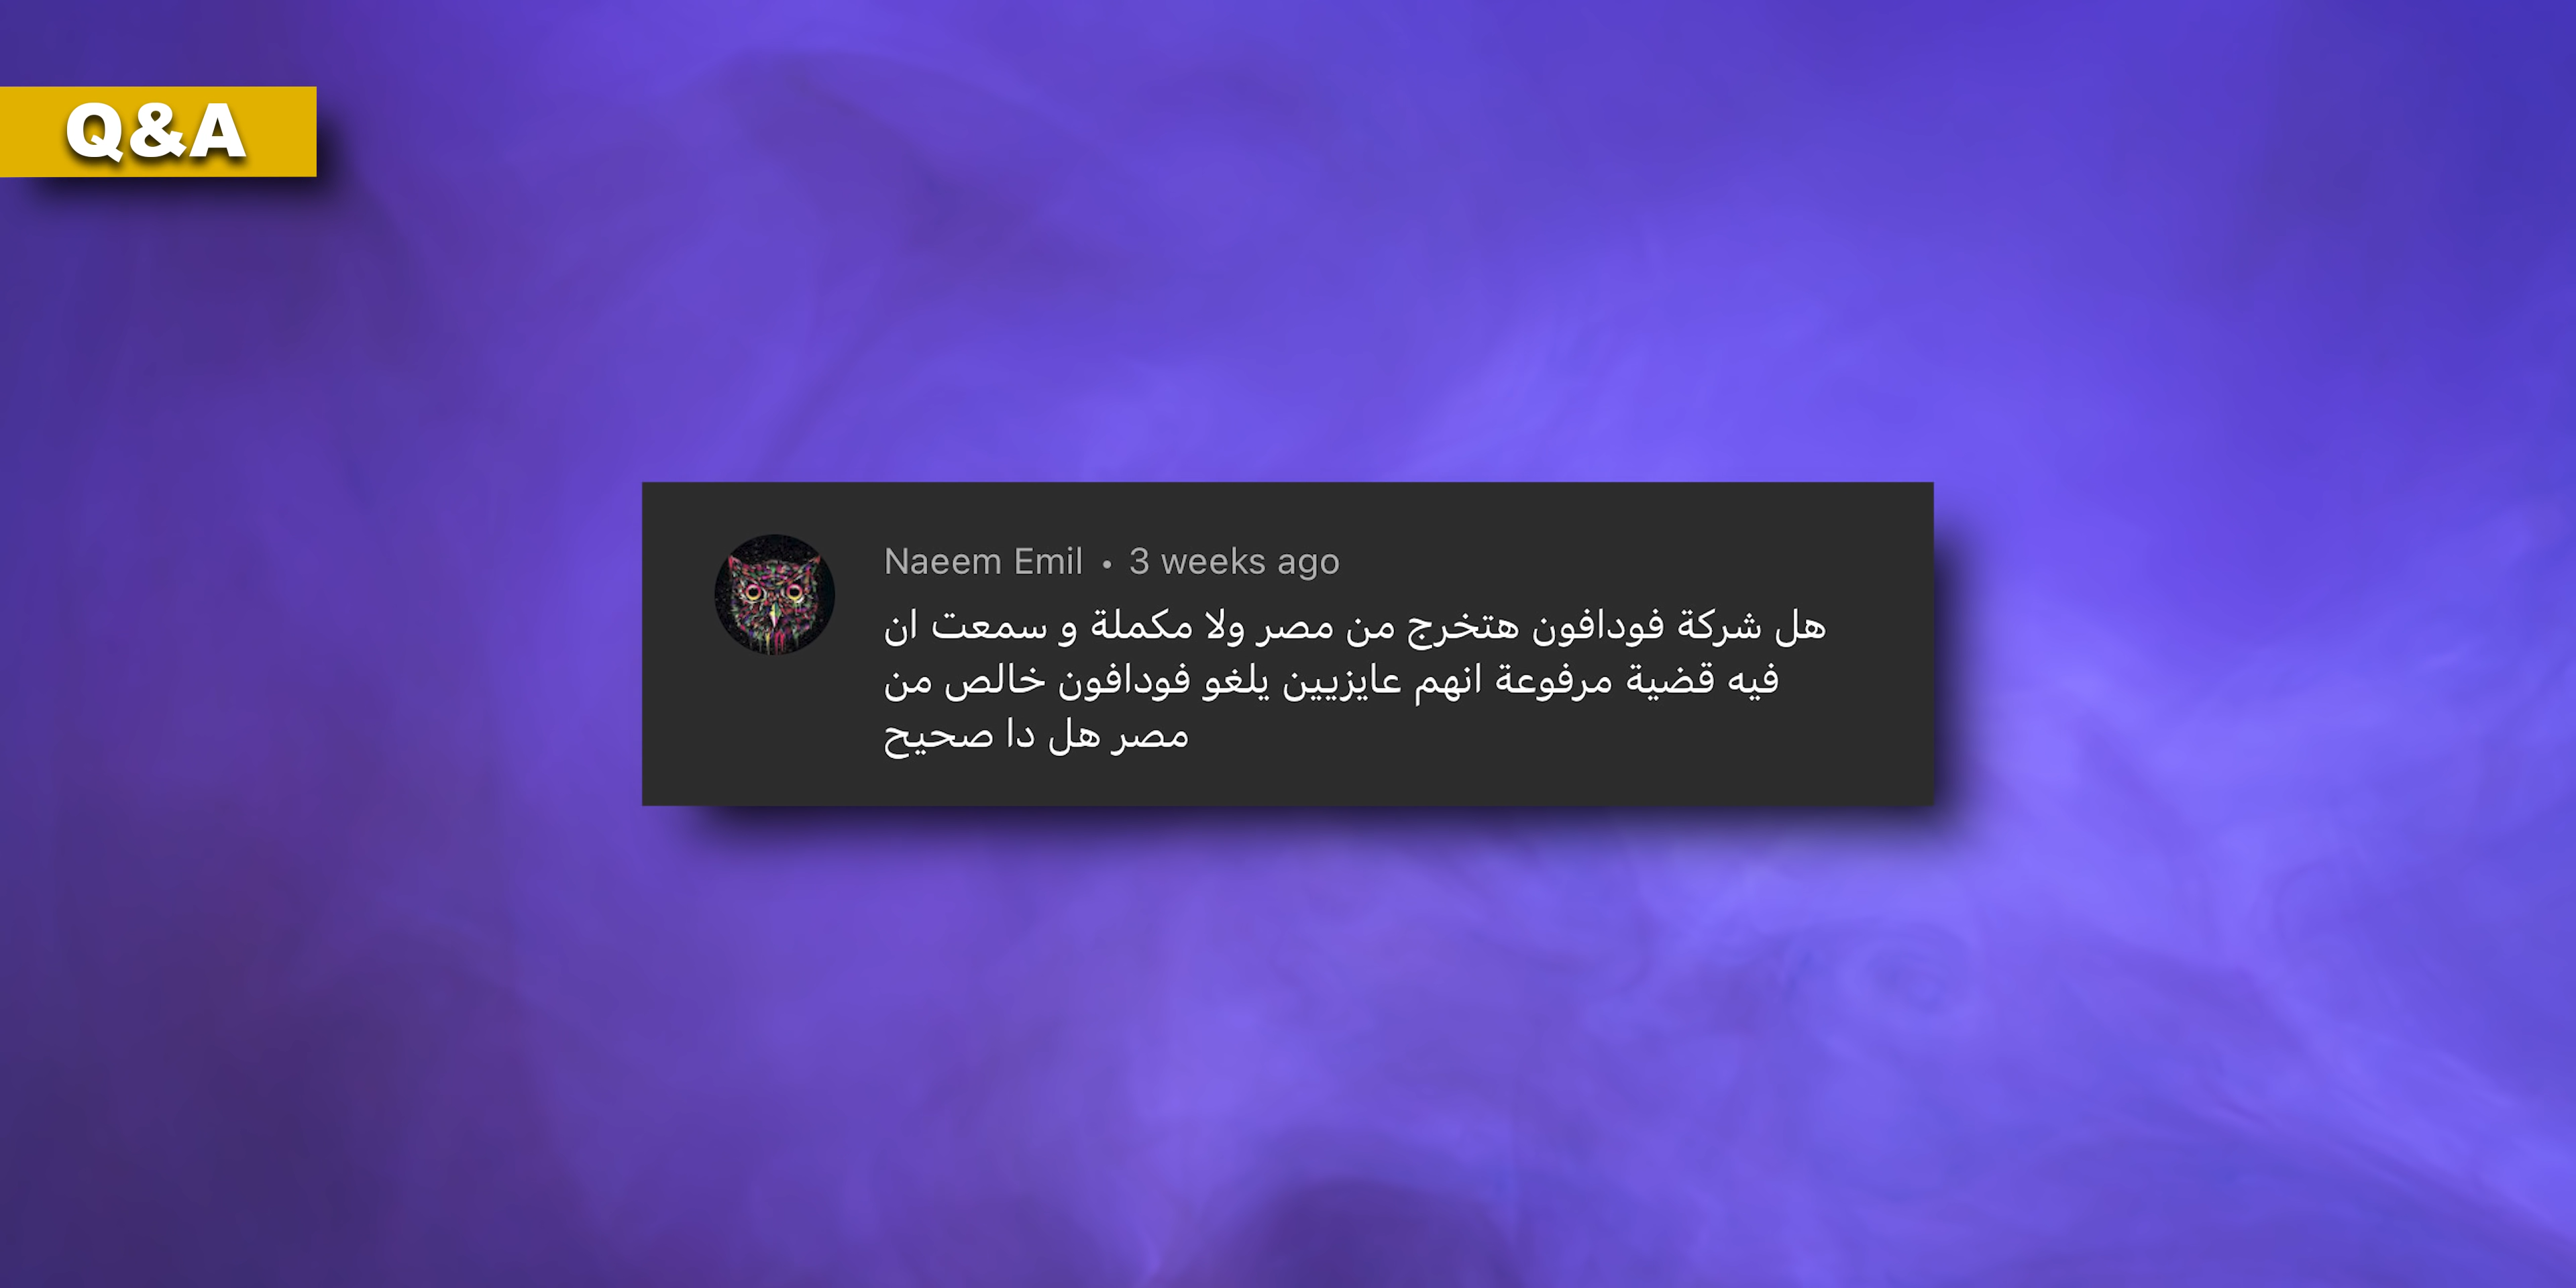 Q&A
Naeem Emil • 3 weeks ago
هل شركة فودافون هتخرج من مصر ولا مكملة و سمعت ان
فيه قضية مرفوعة انهم عايزيين يلغو فودافون خالص من
مصر هل دا صحيح